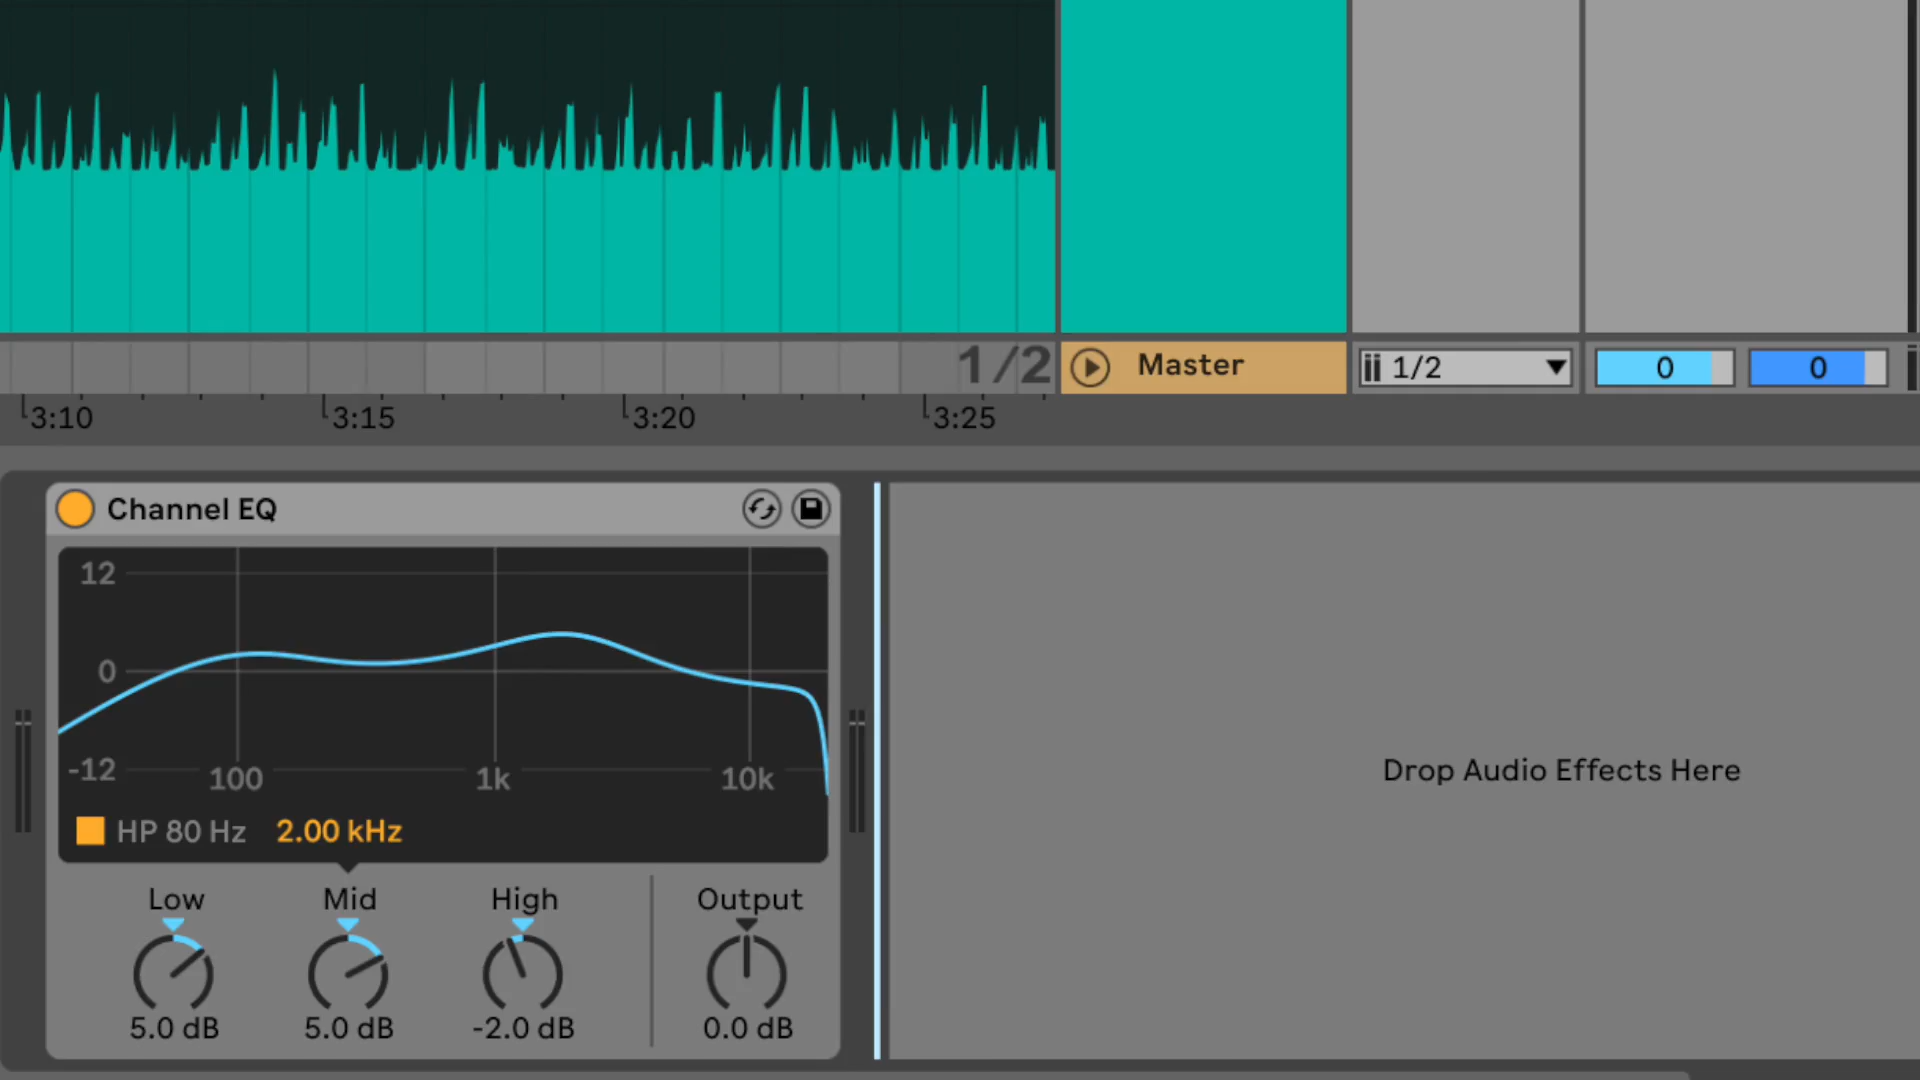 1/2
Master
1/2
0
0
3:10
3:15
3:20
3:25
Channel EQ
12
0
-12
100
1k
10k
HP 80 Hz
2.00 kHz
Low
Mid
High
Output
5.0 dB
5.0 dB
-2.0 dB
0.0 dB
Drop Audio Effects Here